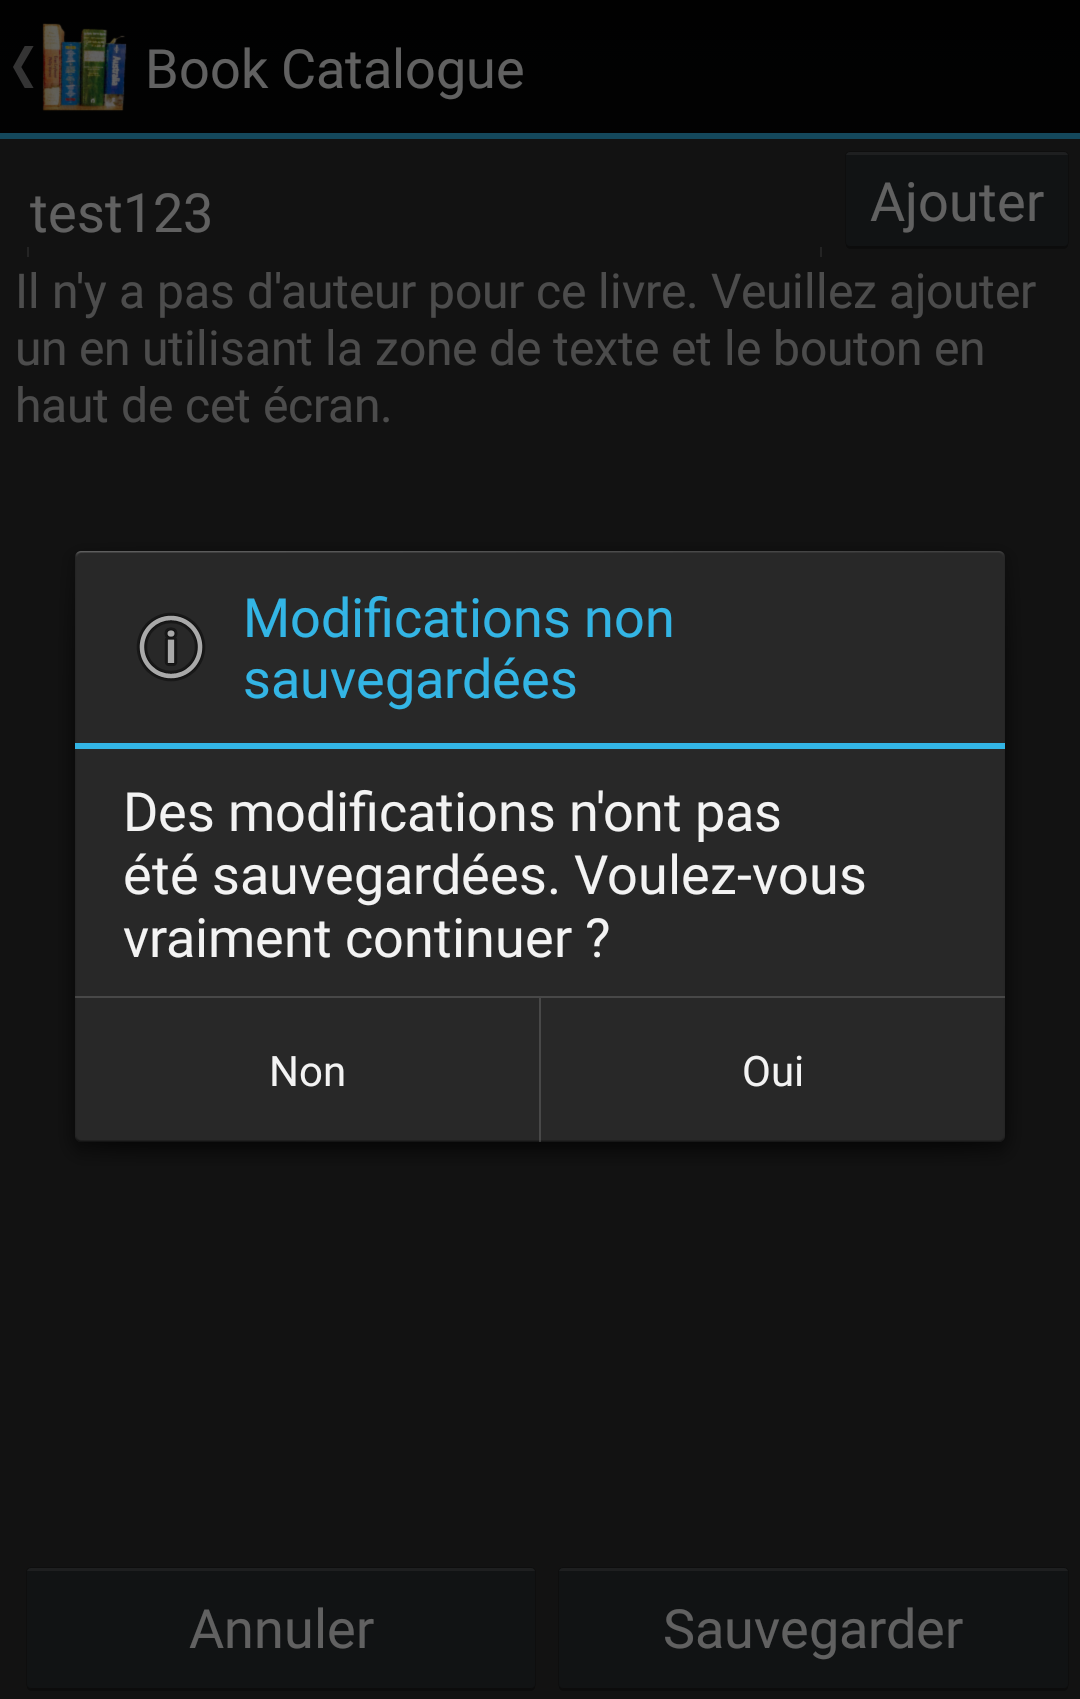 Book Catalogue
test123
Ajouter
Il n'y a pas d'auteur pour ce livre. Veuillez ajouter
un en utilisant la zone de texte et le bouton en
haut de cet écran.
Modifications non
sauvegardées
Des modifications n'ont pas
été sauvegardées. Voulez-vous
vraiment continuer ?
Non
Oui
Annuler
Sauvegarder